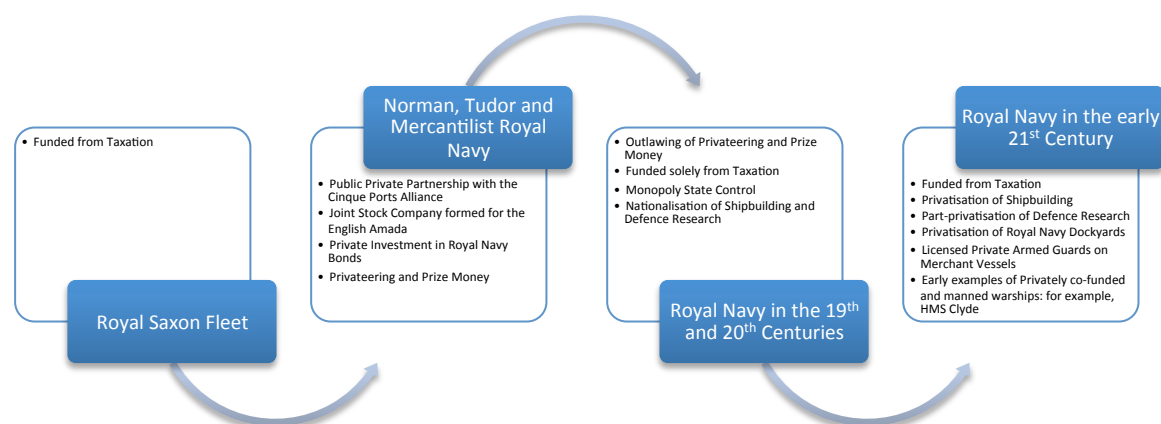 • Funded from Taxation
Royal Saxon Fleet
Norman, Tudor and
Mercantilist Royal
Navy
• Public Private Partnership with the
Cinque Ports Alliance
• Joint Stock Company formed for the
English Amada
• Private Investment in Royal Navy
Bonds
• Privateering and Prize Money
• Outlawing of Privateering and Prize
Money
• Funded solely from Taxation
• Monopoly State Control
• Nationalisation of Shipbuilding and
Defence Research
Royal Navy in the 19th
and 20th Centuries
Royal Navy in the early
21st Century
• Funded from Taxation
• Privatisation of Shipbuilding
• Part-privatisation of Defence Research
• Privatisation of Royal Navy Dockyards
• Licensed Private Armed Guards on
Merchant Vessels
• Early examples of Privately co-funded
and manned warships: for example,
HMS Clyde